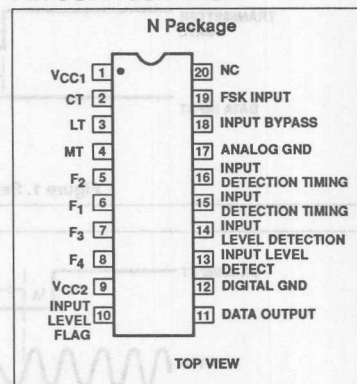 N Package
VCC1 1
CT 2
LT 3
MT 4
F2 5
F1 6
F3 7
F4 8
VCC2 9
INPUT
LEVEL
FLAG 10
20 NC
19 FSK INPUT
18 INPUT BYPASS
17 ANALOG GND
16 INPUT
DETECTION TIMING
15 INPUT
DETECTION TIMING
14 INPUT
LEVEL DETECTION
13 INPUT LEVEL
DETECT
12 DIGITAL GND
11 DATA OUTPUT
TOP VIEW